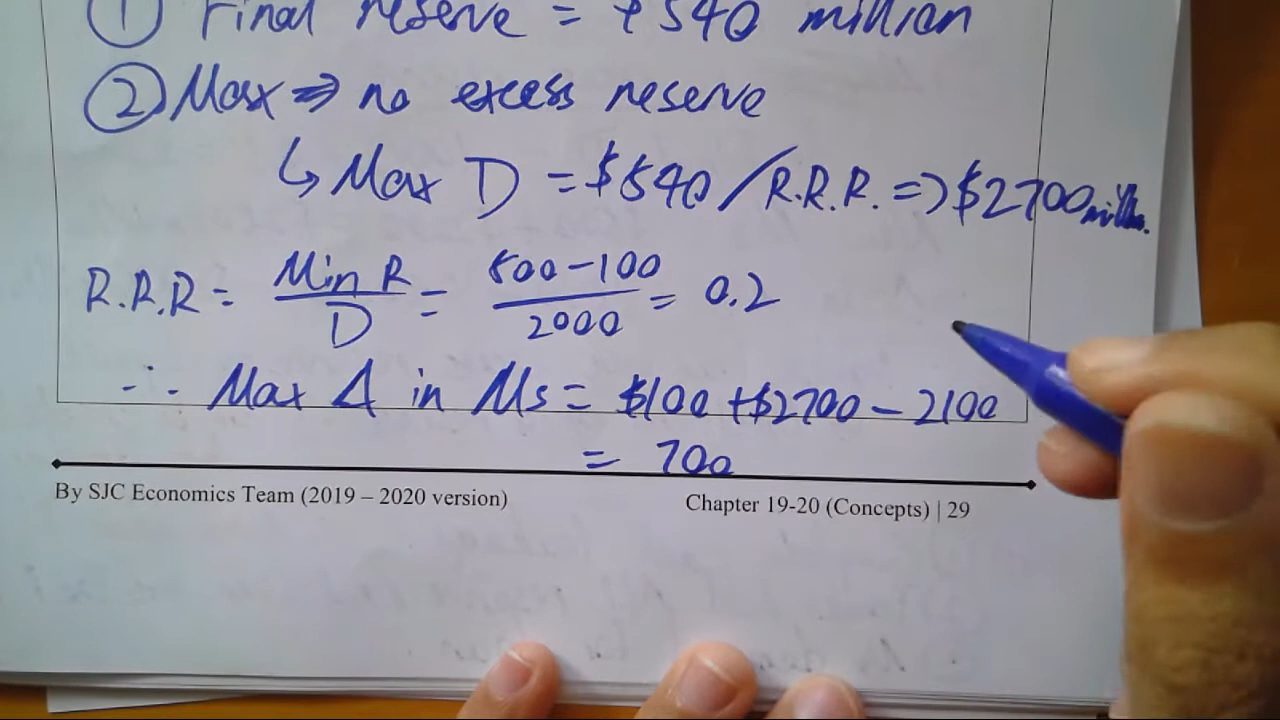 ① Final reserve = $540 million
② Max ⇒ no excess reserve
↳ Max D = $540 / R.R.R. ⇒ $2700 millin.
R.R.R = Min R / D = 500-100 / 2000 = 0.2
∴ Max Δ in Ms = $100 + $2700 - 2100
= 700
By SJC Economics Team (2019 – 2020 version) Chapter 19-20 (Concepts) | 29